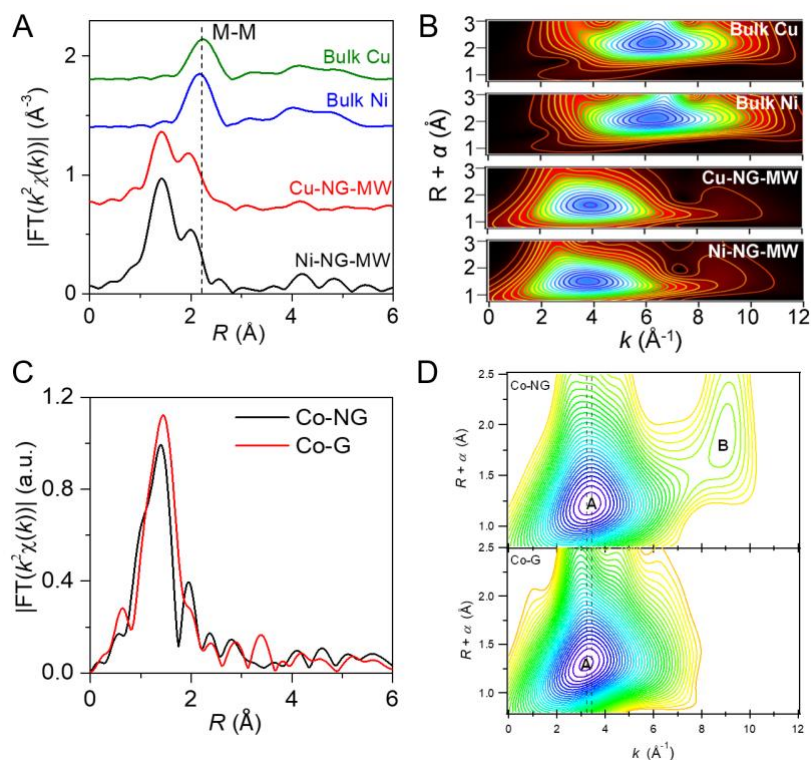 A
M-M
Bulk Cu
Bulk Ni
Cu-NG-MW
Ni-NG-MW
|FT(k²χ(k))| (Å⁻³)
2
1
0
0 2 4 6
R (Å)
B
Bulk Cu
Bulk Ni
Cu-NG-MW
Ni-NG-MW
R + α (Å)
3
2
1
3
2
1
3
2
1
3
2
1
0 2 4 6 8 10 12
k (Å⁻¹)
C
Co-NG
Co-G
|FT(k²χ(k))| (a.u.)
1.2
0.8
0.4
0.0
0 2 4 6
R (Å)
D
Co-NG
A
B
R + α (Å)
2.5
2.0
1.5
1.0
Co-G
A
R + α (Å)
2.5
2.0
1.5
1.0
0 2 4 6 8 10 12
k (Å⁻¹)